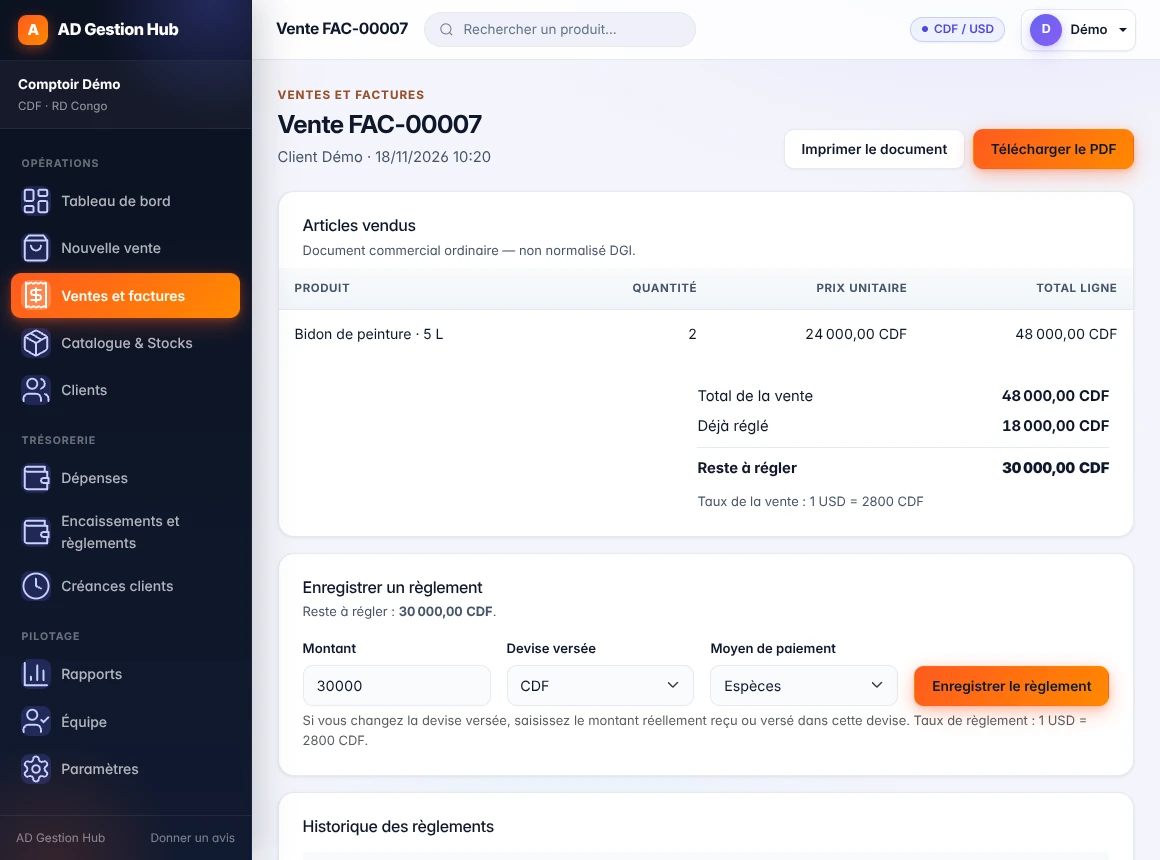 A AD Gestion Hub
Comptoir Démo
CDF · RD Congo
OPÉRATIONS
Tableau de bord
Nouvelle vente
Ventes et factures
Catalogue & Stocks
Clients
TRÉSORERIE
Dépenses
Encaissements et
règlements
Créances clients
PILOTAGE
Rapports
Équipe
Paramètres
AD Gestion Hub Donner un avis
Vente FAC-00007 Rechercher un produit... CDF / USD D Démo
VENTES ET FACTURES
Vente FAC-00007
Client Démo · 18/11/2026 10:20
Imprimer le document Télécharger le PDF
Articles vendus
Document commercial ordinaire — non normalisé DGI.
PRODUIT QUANTITÉ PRIX UNITAIRE TOTAL LIGNE
Bidon de peinture · 5 L 2 24 000,00 CDF 48 000,00 CDF
Total de la vente 48 000,00 CDF
Déjà réglé 18 000,00 CDF
Reste à régler 30 000,00 CDF
Taux de la vente : 1 USD = 2800 CDF
Enregistrer un règlement
Reste à régler : 30 000,00 CDF.
Montant Devise versée Moyen de paiement
30000 CDF Espèces Enregistrer le règlement
Si vous changez la devise versée, saisissez le montant réellement reçu ou versé dans cette devise. Taux de règlement : 1 USD =
2800 CDF.
Historique des règlements